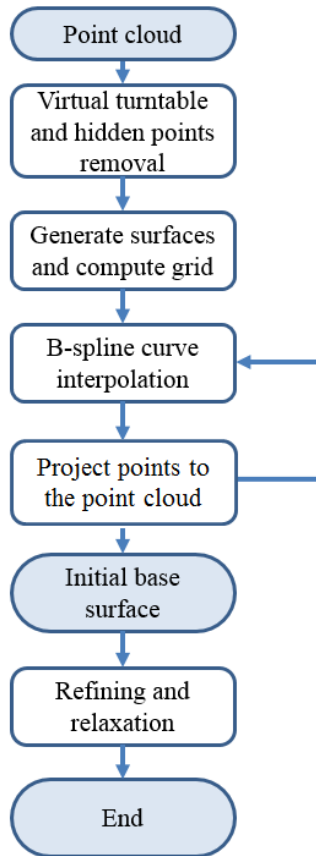 Point cloud
Virtual turntable
and hidden points
removal
Generate surfaces
and compute grid
B-spline curve
interpolation
Project points to
the point cloud
Initial base
surface
Refining and
relaxation
End